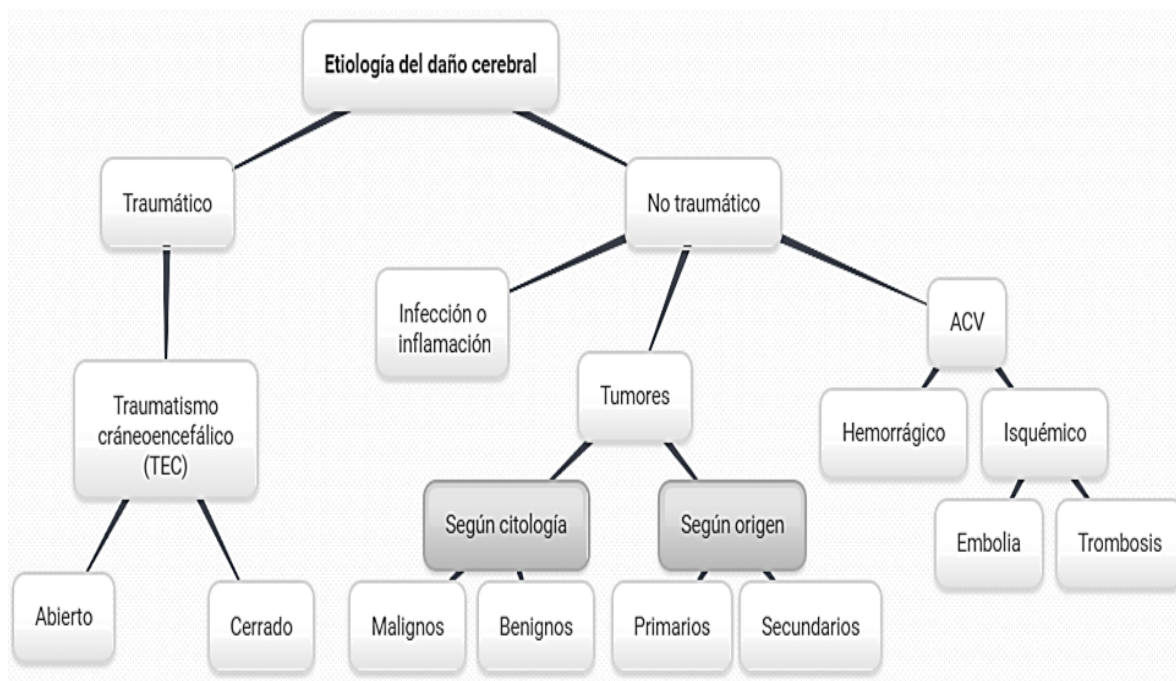 Etiología del daño cerebral
Traumático
No traumático
Infección o
inflamación
ACV
Traumatismo
cráneoencefálico
(TEC)
Tumores
Hemorrágico
Isquémico
Según citología
Según origen
Embolia
Trombosis
Abierto
Cerrado
Malignos
Benignos
Primarios
Secundarios